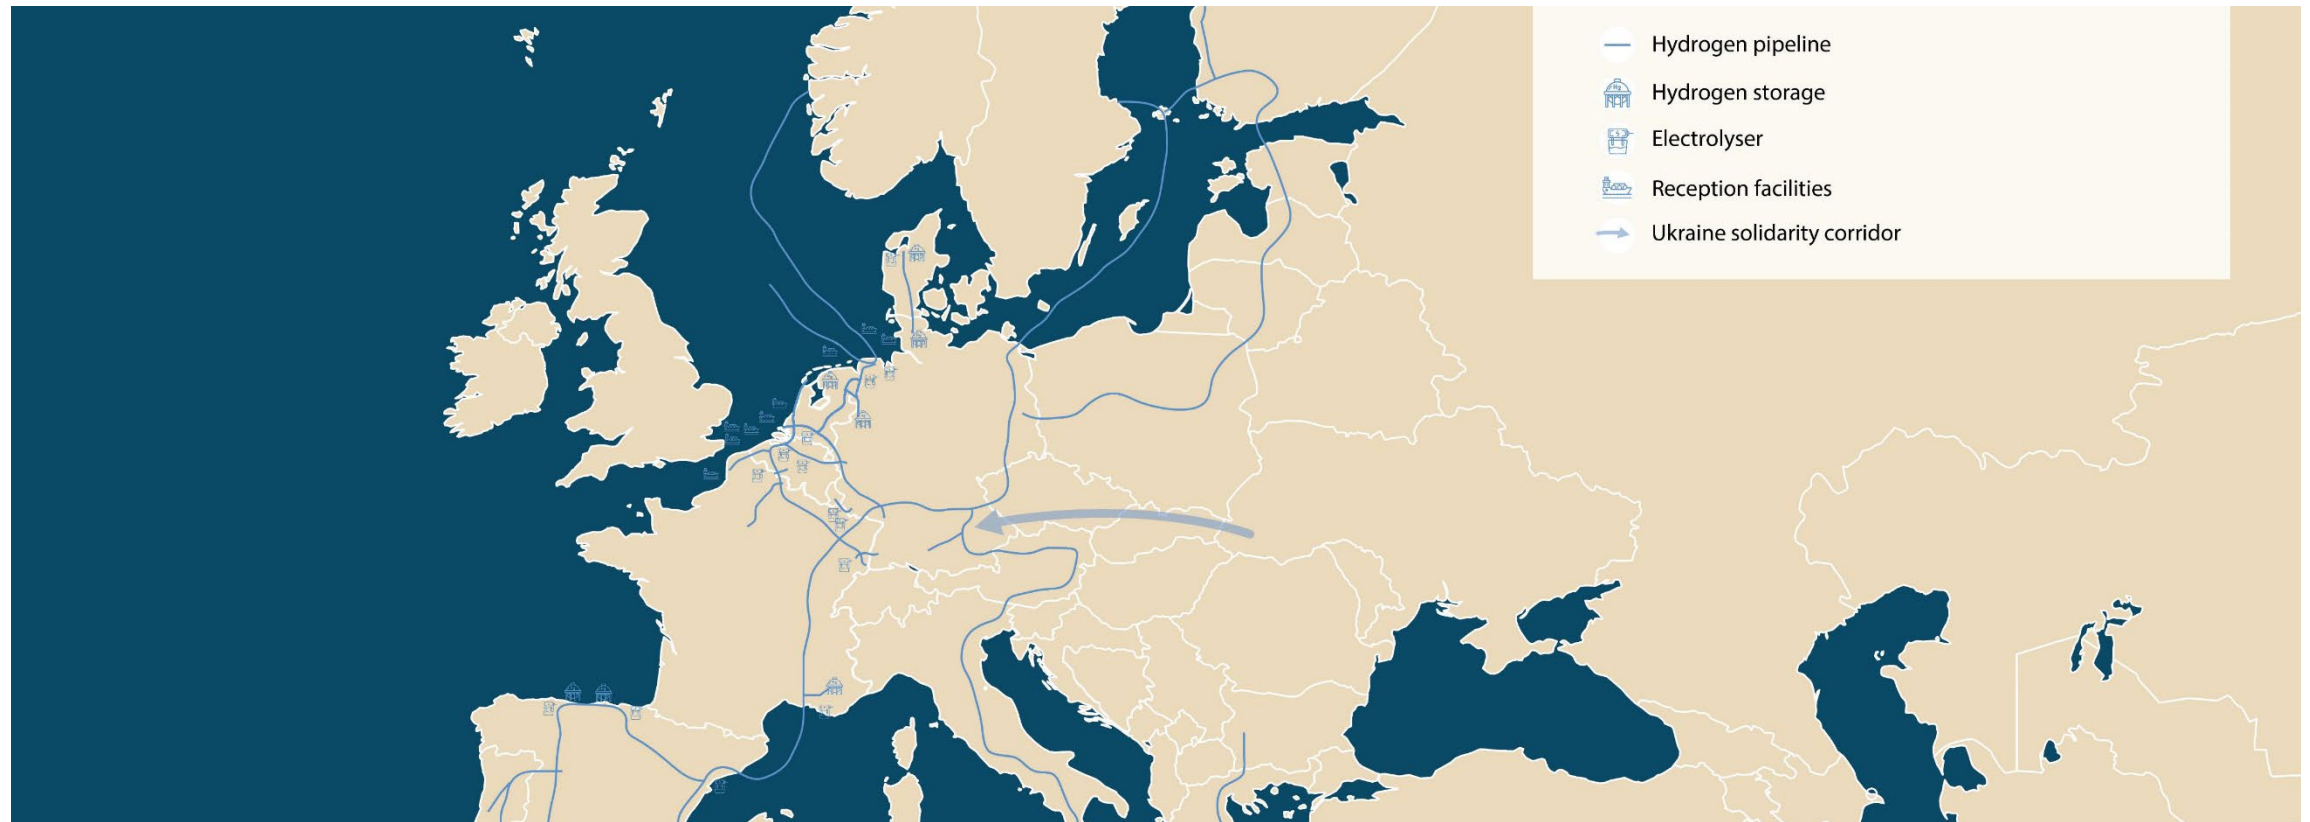 Hydrogen pipeline
Hydrogen storage
Electrolyser
Reception facilities
Ukraine solidarity corridor